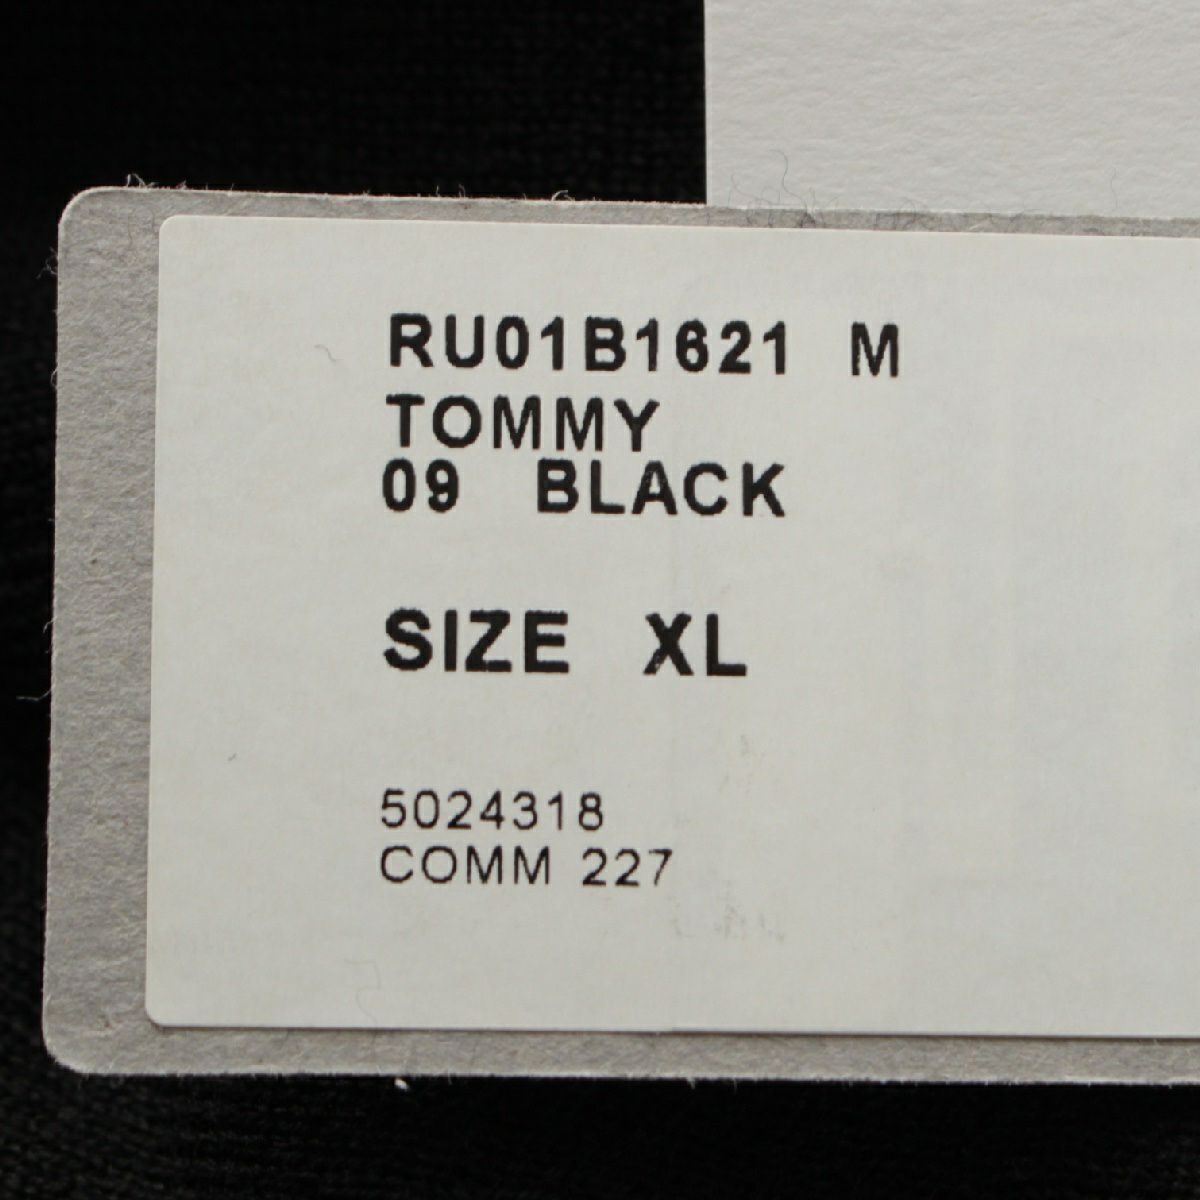 RU01B1621 M
TOMMY
09 BLACK
SIZE XL
5024318
COMM 227